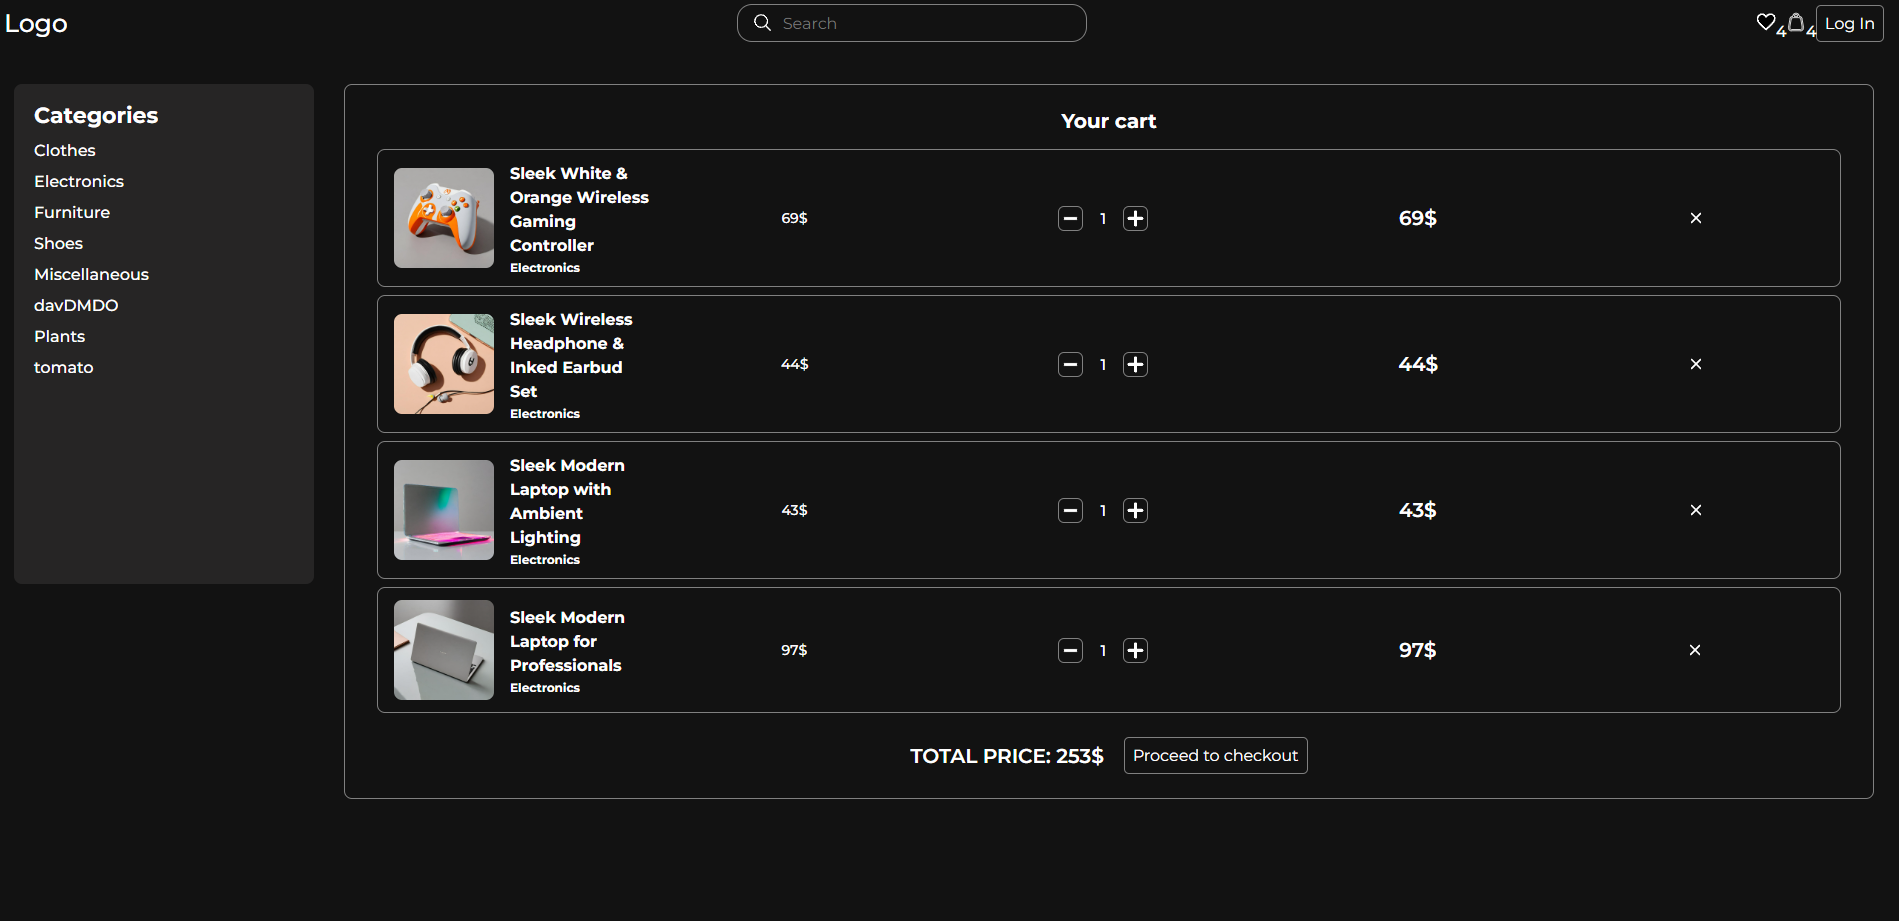 Logo
Search
4
4
Log In
Categories
Clothes
Electronics
Furniture
Shoes
Miscellaneous
davDMDO
Plants
tomato
Your cart
Sleek White &
Orange Wireless
Gaming
Controller
Electronics
69$
1
69$
Sleek Wireless
Headphone &
Inked Earbud
Set
Electronics
44$
1
44$
Sleek Modern
Laptop with
Ambient
Lighting
Electronics
43$
1
43$
Sleek Modern
Laptop for
Professionals
Electronics
97$
1
97$
TOTAL PRICE: 253$
Proceed to checkout